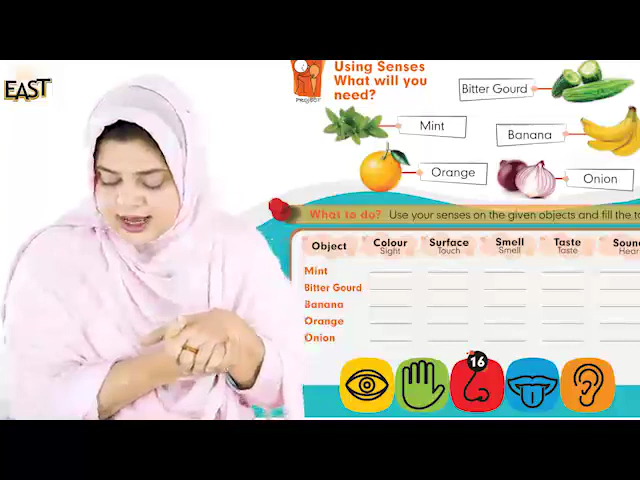 EAST
PROJECT
Using Senses
What will you
need?
Bitter Gourd
Mint
Banana
Orange
Onion
What to do? Use your senses on the given objects and fill the
Object Colour Surface Smell Taste
Sight Touch Smell Taste Hear
Mint
Bitter Gourd
Banana
Orange
Onion
16